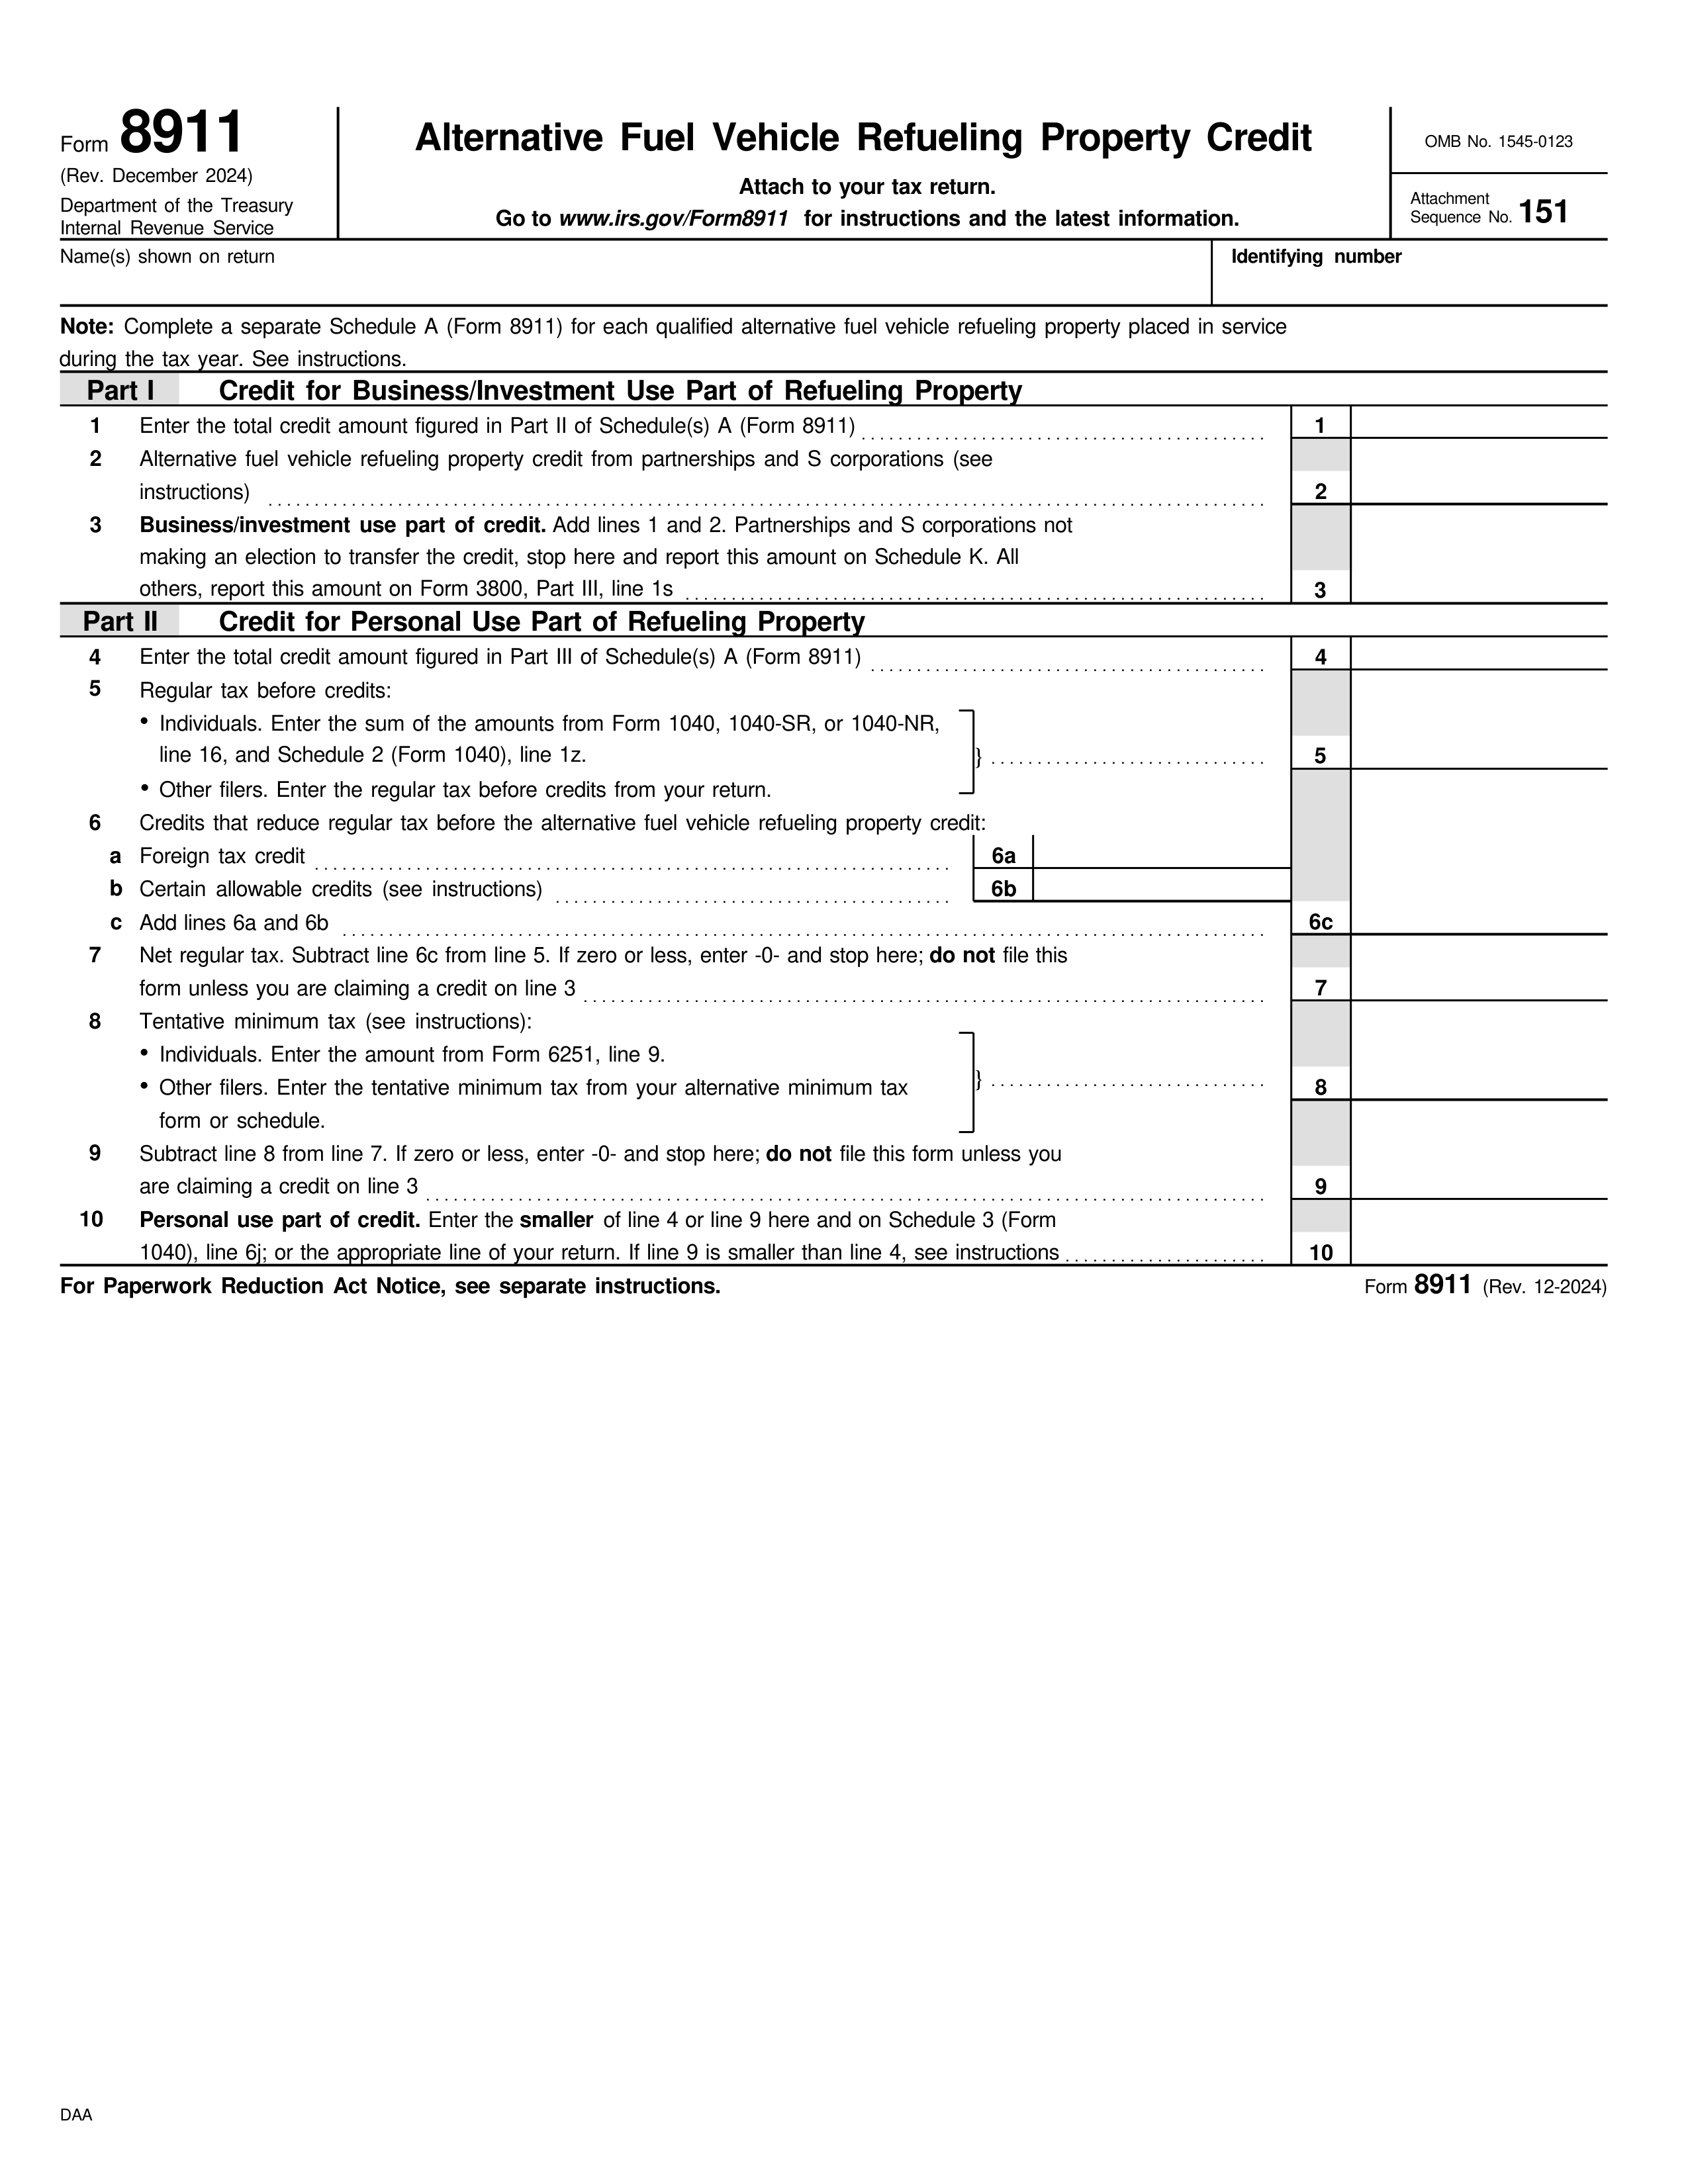 Form 8911
(Rev. December 2024)
Department of the Treasury
Internal Revenue Service
Alternative Fuel Vehicle Refueling Property Credit
Attach to your tax return.
Go to www.irs.gov/Form8911 for instructions and the latest information.
OMB No. 1545-0123
Attachment
Sequence No. 151
Name(s) shown on return
Identifying number
Note: Complete a separate Schedule A (Form 8911) for each qualified alternative fuel vehicle refueling property placed in service
during the tax year. See instructions.
Part I Credit for Business/Investment Use Part of Refueling Property
1 Enter the total credit amount figured in Part II of Schedule(s) A (Form 8911) 1
2 Alternative fuel vehicle refueling property credit from partnerships and S corporations (see
instructions) 2
3 Business/investment use part of credit. Add lines 1 and 2. Partnerships and S corporations not
making an election to transfer the credit, stop here and report this amount on Schedule K. All
others, report this amount on Form 3800, Part III, line 1s 3
Part II Credit for Personal Use Part of Refueling Property
4 Enter the total credit amount figured in Part III of Schedule(s) A (Form 8911) 4
5 Regular tax before credits:
• Individuals. Enter the sum of the amounts from Form 1040, 1040-SR, or 1040-NR,
line 16, and Schedule 2 (Form 1040), line 1z. } 5
• Other filers. Enter the regular tax before credits from your return.
6 Credits that reduce regular tax before the alternative fuel vehicle refueling property credit:
a Foreign tax credit 6a
b Certain allowable credits (see instructions) 6b
c Add lines 6a and 6b 6c
7 Net regular tax. Subtract line 6c from line 5. If zero or less, enter -0- and stop here; do not file this
form unless you are claiming a credit on line 3 7
8 Tentative minimum tax (see instructions):
• Individuals. Enter the amount from Form 6251, line 9.
• Other filers. Enter the tentative minimum tax from your alternative minimum tax } 8
form or schedule.
9 Subtract line 8 from line 7. If zero or less, enter -0- and stop here; do not file this form unless you
are claiming a credit on line 3 9
10 Personal use part of credit. Enter the smaller of line 4 or line 9 here and on Schedule 3 (Form
1040), line 6j; or the appropriate line of your return. If line 9 is smaller than line 4, see instructions 10
For Paperwork Reduction Act Notice, see separate instructions.
Form 8911 (Rev. 12-2024)
DAA